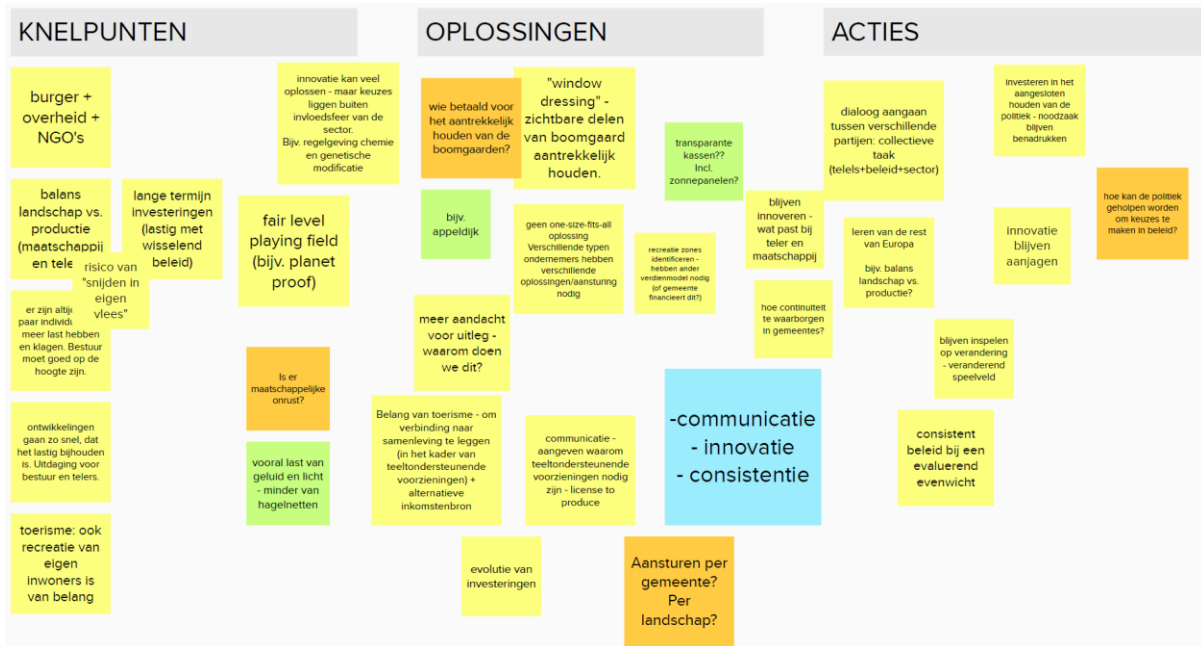 KNELPUNTEN
burger +
overheid +
NGO's
innovatie kan veel
oplossen - maar keuzes
liggen buiten
invloedsfeer van de
sector.
Bijv. regelgeving chemie
en genetische
modificatie
balans
landschap vs.
productie
(maatschappij
en tele
lange termijn
investeringen
(lastig met
wisselend
beleid)
risico van
"snijden in
eigen
vlees"
fair level
playing field
(bijv. planet
proof)
er zijn altij
paar individu
meer last hebben
en klagen. Bestuur
moet goed op de
hoogte zijn.
Is er
maatschappelijke
onrust?
ontwikkelingen
gaan zo snel, dat
het lastig bijhouden
is. Uitdaging voor
bestuur en telers.
vooral last van
geluid en licht
- minder van
hagelnetten
toerisme: ook
recreatie van
eigen
inwoners is
van belang
OPLOSSINGEN
wie betaald voor
het aantrekkelijk
houden van de
boomgaarden?
"window
dressing" -
zichtbare delen
van boomgaard
aantrekkelijk
houden.
transparante
kassen??
Incl.
zonnepanelen?
bijv.
appeldijk
geen one-size-fits-all
oplossing
Verschillende typen
ondernemers hebben
verschillende
oplossingen/aansturing
nodig
recreatie zones
identificeren -
hebben ander
verdienmodel nodig
(of gemeente
financieert dit?)
blijven
innoveren -
wat past bij
teler en
maatschappij
meer aandacht
voor uitleg -
waarom doen
we dit?
hoe continuiteit
te waarborgen
in gemeentes?
Belang van toerisme - om
verbinding naar
samenleving te leggen
(in het kader van
teeltondersteunende
voorzieningen) +
alternatieve
inkomstenbron
communicatie -
aangeven waarom
teeltondersteunende
voorzieningen nodig
zijn - license to
produce
-communicatie
- innovatie
- consistentie
evolutie van
investeringen
Aansturen per
gemeente?
Per
landschap?
ACTIES
dialoog aangaan
tussen verschillende
partijen: collectieve
taak
(telels+beleid+sector)
investeren in het
aangesloten
houden van de
politiek - noodzaak
blijven
benadrukken
hoe kan de politiek
geholpen worden
om keuzes te
maken in beleid?
leren van de rest
van Europa
bijv. balans
landschap vs.
productie?
innovatie
blijven
aanjagen
blijven inspelen
op verandering
- veranderend
speelveld
consistent
beleid bij een
evaluerend
evenwicht